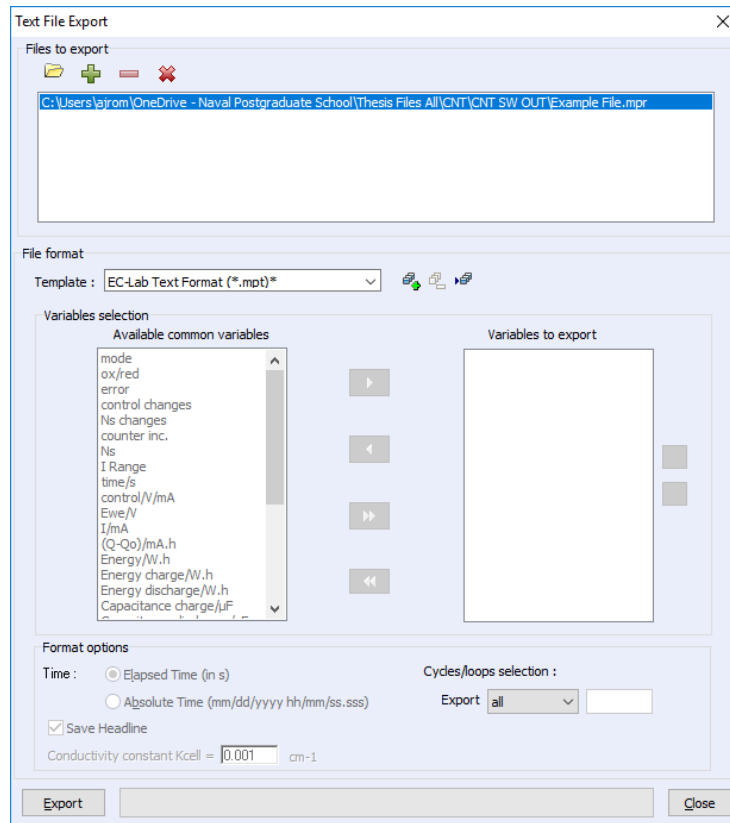 Text File Export
Files to export
C:\Users\ajrom\OneDrive - Naval Postgraduate School\Thesis Files All\CNT\CNT SW OUT\Example File.mpr
File format
Template : EC-Lab Text Format (*.mpt)*
Variables selection
Available common variables
Variables to export
mode
ox/red
error
control changes
Ns changes
counter inc.
Ns
I Range
time/s
control/V/mA
Ewe/V
I/mA
(Q-Qo)/mA.h
Energy/W.h
Energy charge/W.h
Energy discharge/W.h
Capacitance charge/µF
Format options
Time : Elapsed Time (in s)
Absolute Time (mm/dd/yyyy hh/mm/ss.sss)
Save Headline
Conductivity constant Kcell = 0.001 cm-1
Cycles/loops selection :
Export all
Export
Close